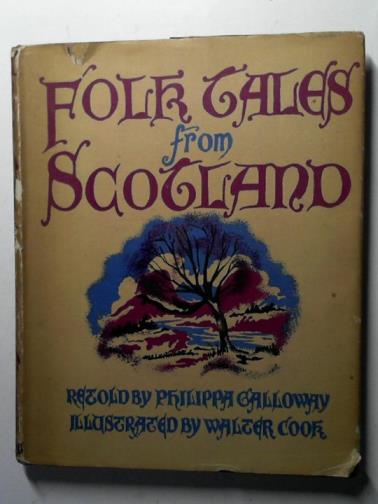 FOLK TALES
from
SCOTLAND
RETOLD BY PHILIPPA GALLOWAY
ILLUSTRATED BY WALTER COOK